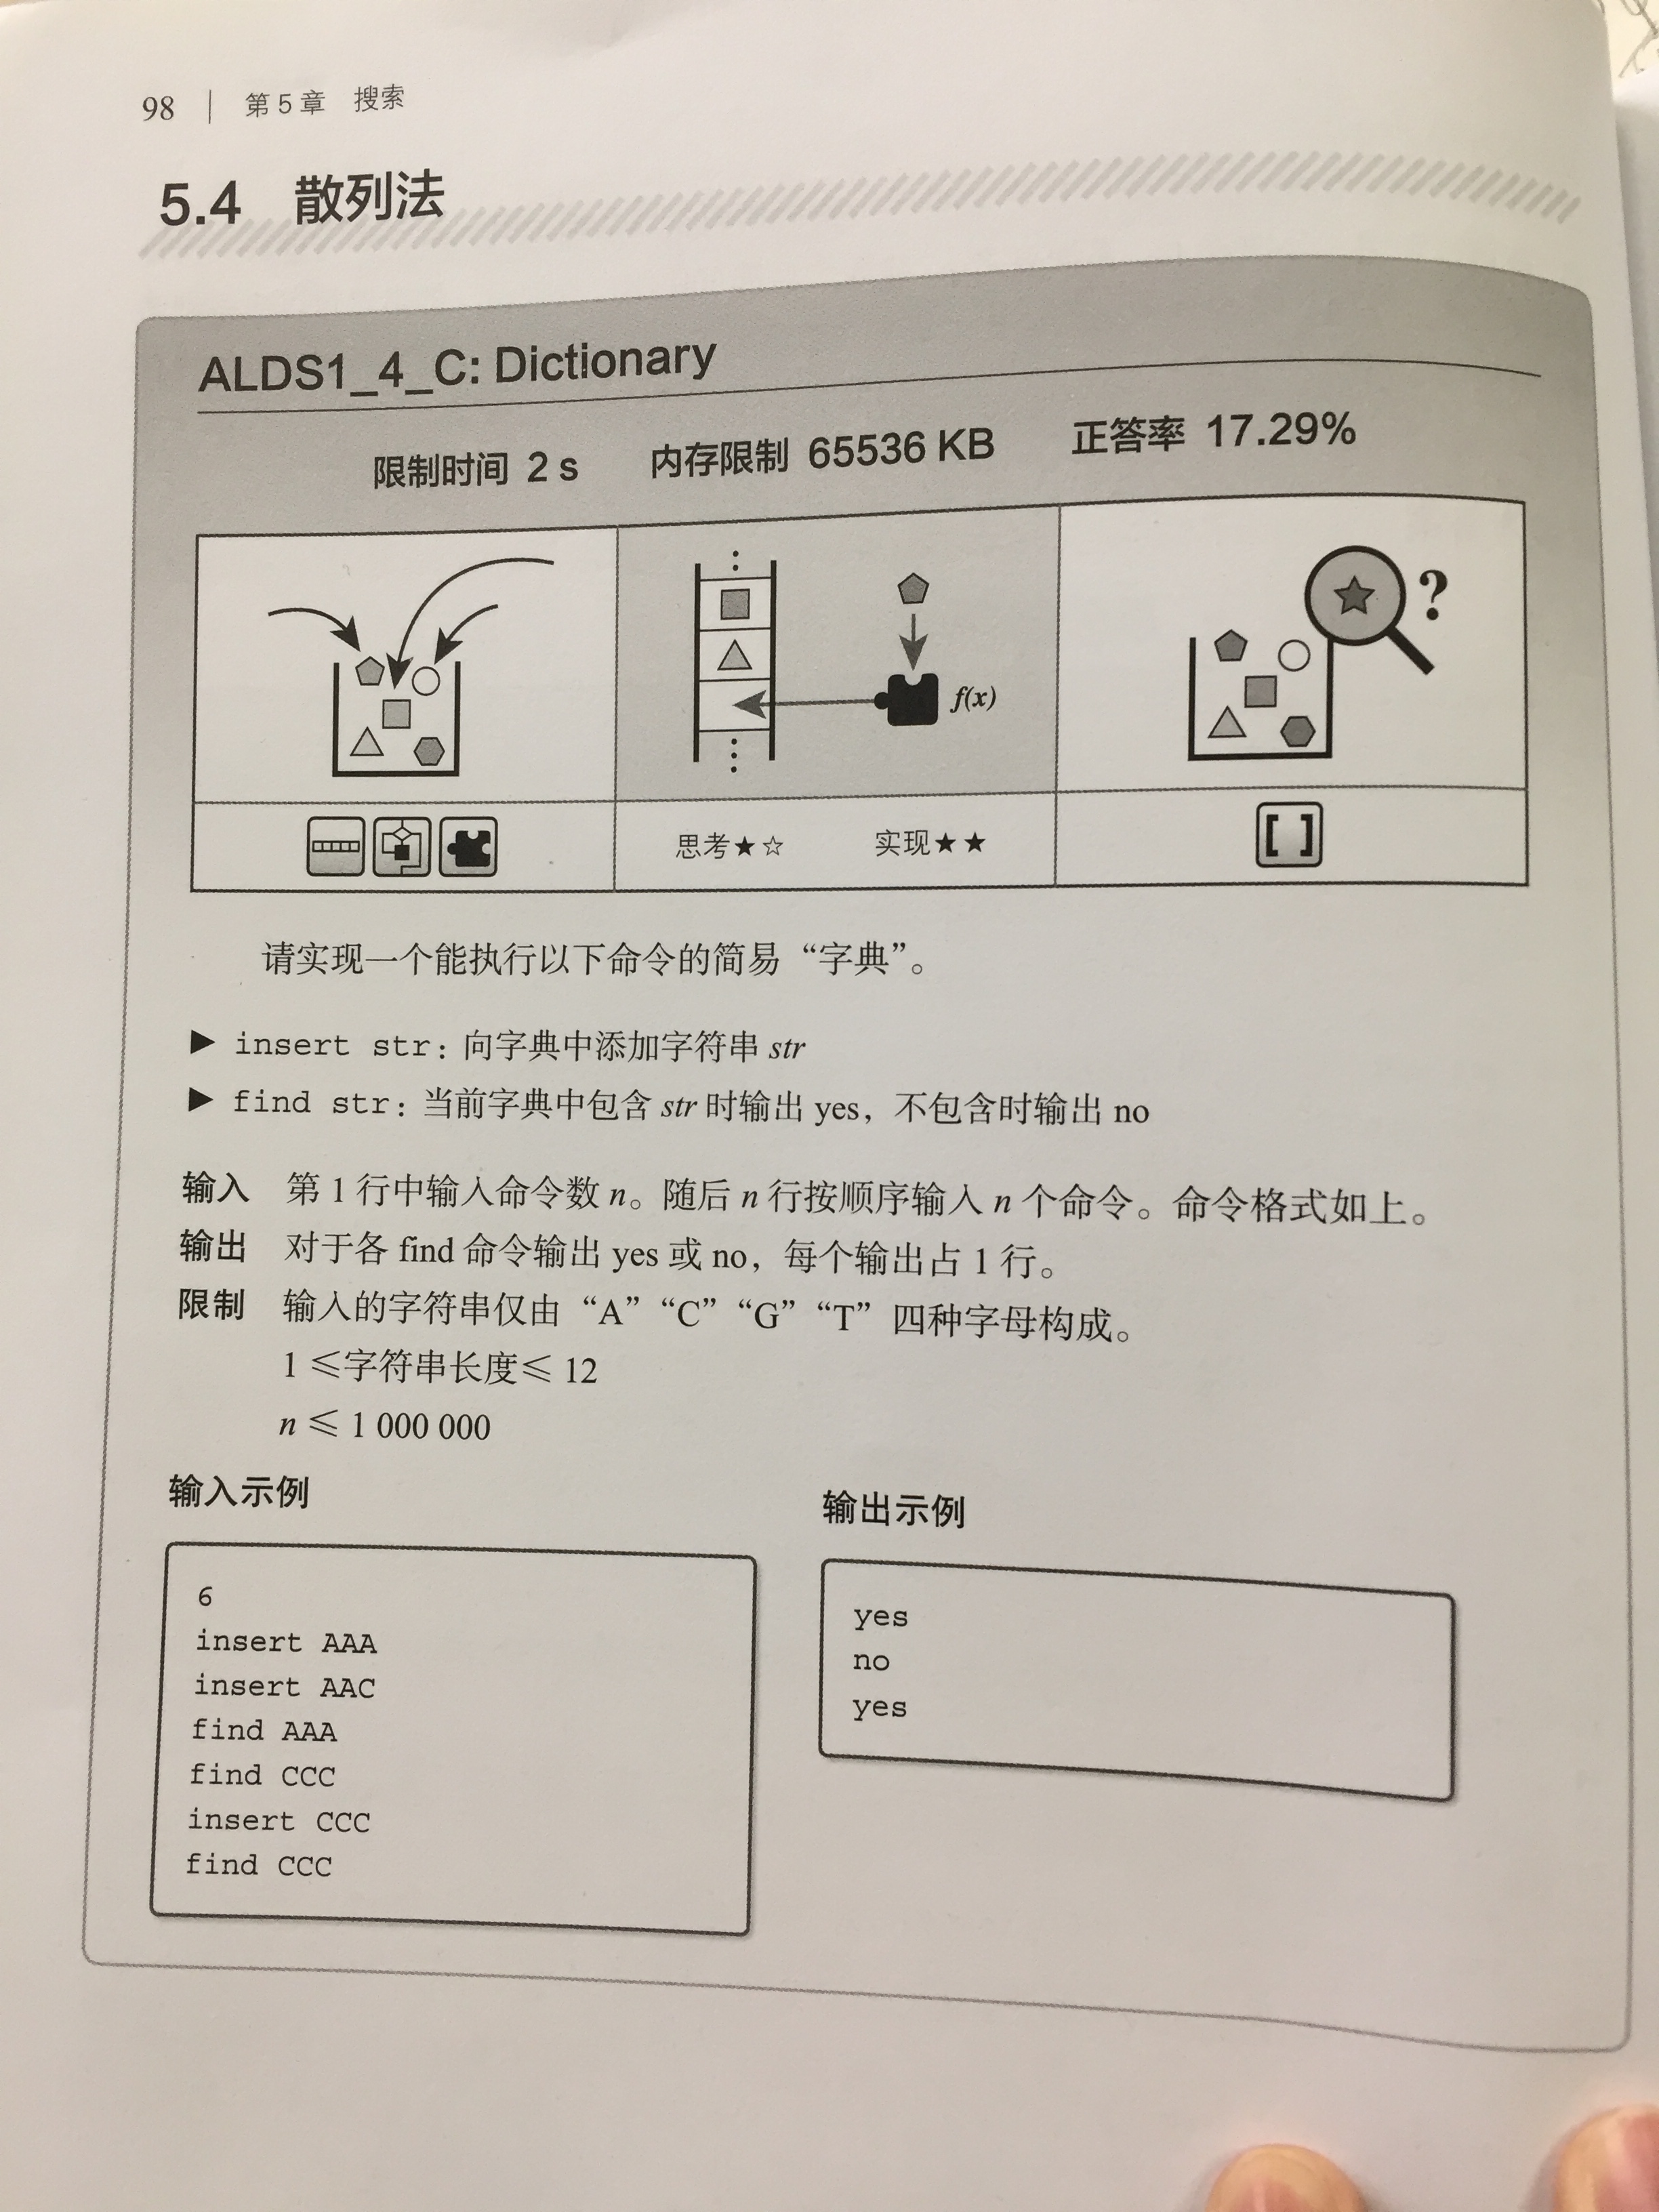 98 | 第5章 搜索
5.4 散列法
ALDS1_4_C: Dictionary
限制时间 2 s 内存限制 65536 KB 正答率 17.29%
f(x)
?
思考★☆ 实现★★
[ ]
请实现一个能执行以下命令的简易“字典”。
▶ insert str: 向字典中添加字符串 str
▶ find str: 当前字典中包含 str 时输出 yes，不包含时输出 no
输入 第 1 行中输入命令数 n。随后 n 行按顺序输入 n 个命令。命令格式如上。
输出 对于各 find 命令输出 yes 或 no，每个输出占 1 行。
限制 输入的字符串仅由“A”“C”“G”“T”四种字母构成。
1 ≤字符串长度≤ 12
n ≤ 1 000 000
输入示例
6
insert AAA
insert AAC
find AAA
find CCC
insert CCC
find CCC
输出示例
yes
no
yes